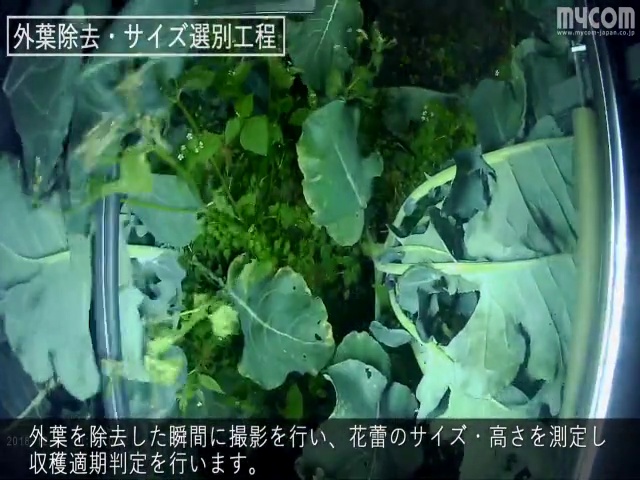 外葉除去・サイズ選別工程
mycom
www.mycom-japan.co.jp
外葉を除去した瞬間に撮影を行い、花蕾のサイズ・高さを測定し
収穫適期判定を行います。